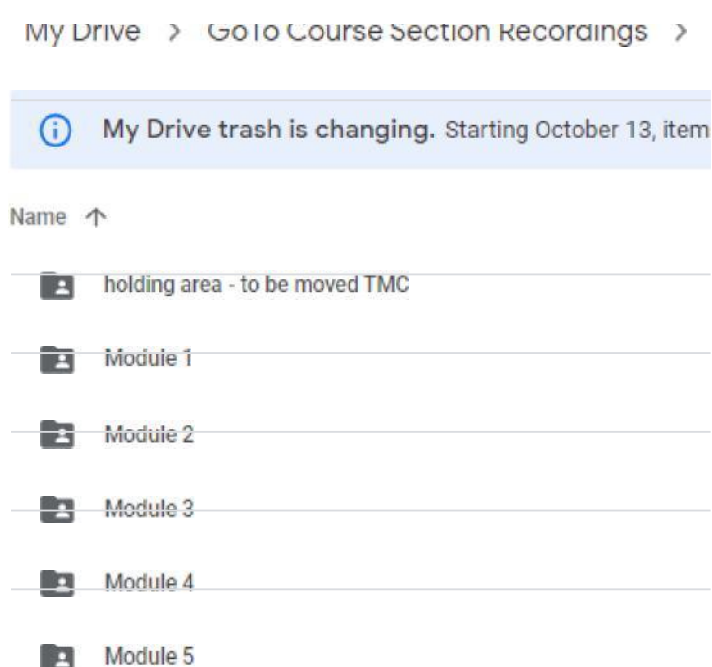 My Drive > GoTo Course Section Recordings >
My Drive trash is changing. Starting October 13, item
Name ↑
holding area - to be moved TMC
Module 1
Module 2
Module 3
Module 4
Module 5